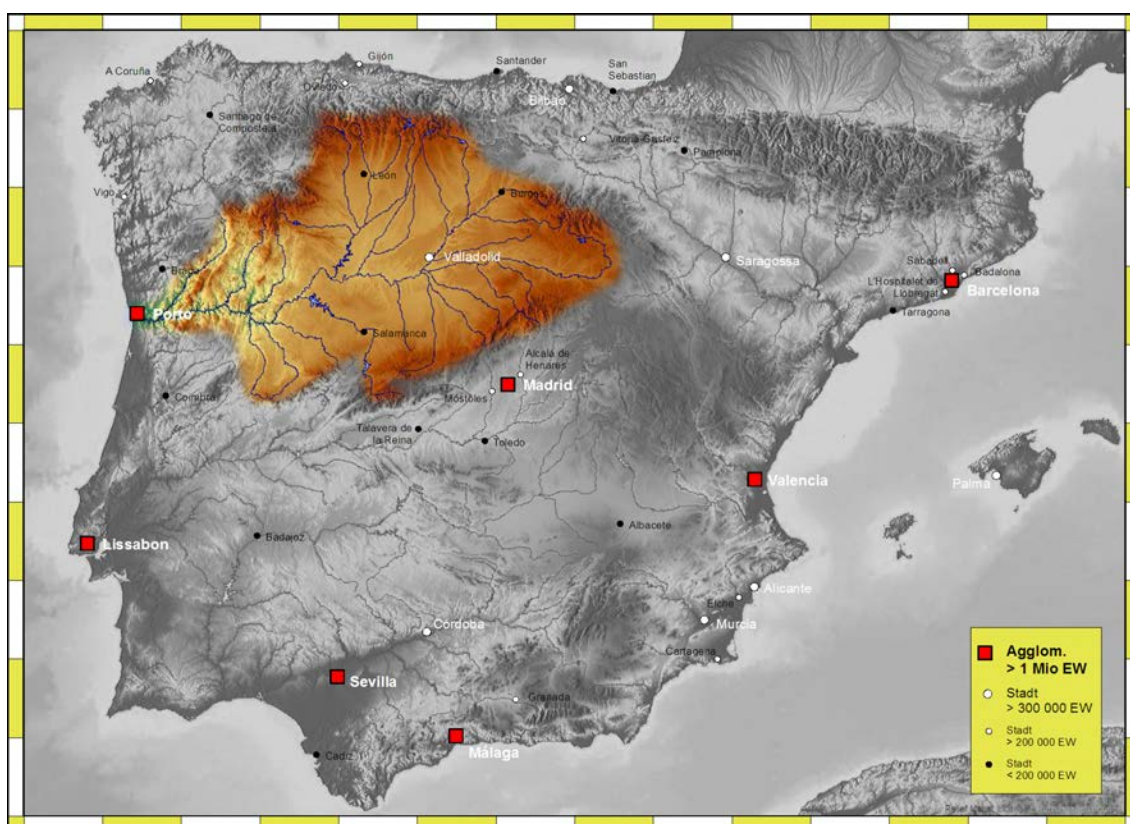 Gijón
A Coruña
Oviedo
Santander
San
Sebastian
Bilbao
Santiago de
Compostela
Vitoria-Gasteiz
Pamplona
León
Vigo
Burgos
Valladolid
Saragossa
Braga
Sabadell
Badalona
L'Hospitalet de
Llobregat
Barcelona
Tarragona
Porto
Salamanca
Alcalá de
Henares
Madrid
Móstoles
Coimbra
Talavera de
la Reina
Toledo
Valencia
Palma
Albacete
Lissabon
Badajoz
Alicante
Elche
Murcia
Córdoba
Cartagena
Sevilla
Granada
Málaga
Cadiz
Agglom.
> 1 Mio EW
Stadt
> 300 000 EW
Stadt
> 200 000 EW
Stadt
< 200 000 EW